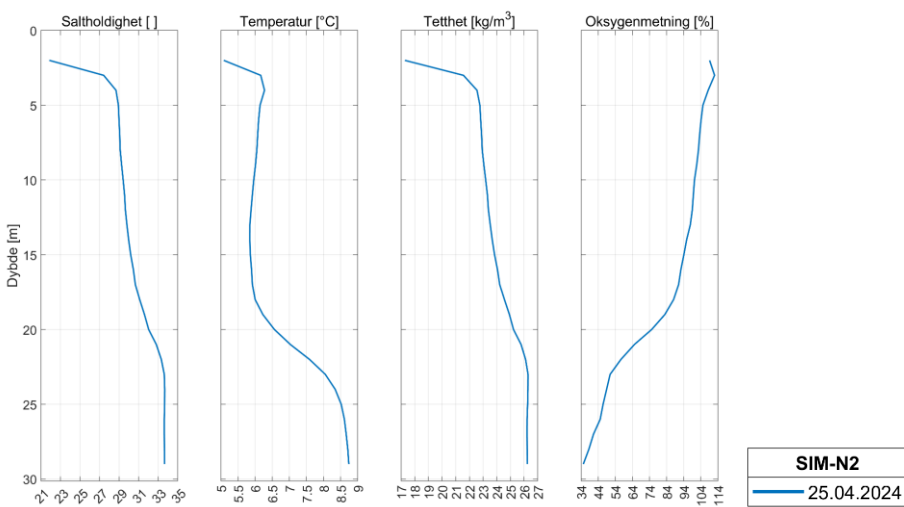 Saltholdighet [ ]
Temperatur [°C]
Tetthet [kg/m³]
Oksygenmetning [%]
Dybde [m]
0
5
10
15
20
25
30
21 23 25 27 29 31 33 35
5 5.5 6 6.5 7 7.5 8 8.5 9
17 18 19 20 21 22 23 24 25 26 27
34 44 54 64 74 84 94 104 114
SIM-N2
25.04.2024